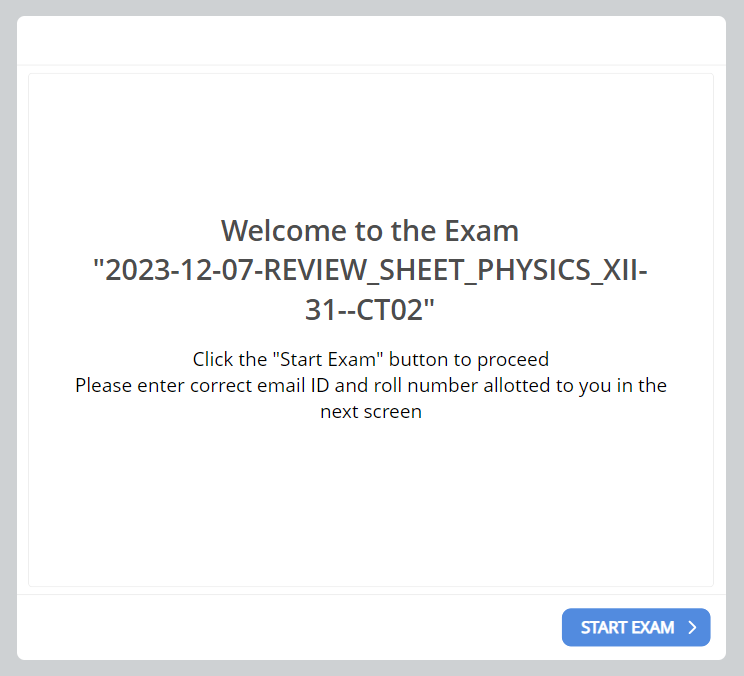 Welcome to the Exam
"2023-12-07-REVIEW_SHEET_PHYSICS_XII-
31--CT02"
Click the "Start Exam" button to proceed
Please enter correct email ID and roll number allotted to you in the
next screen
START EXAM